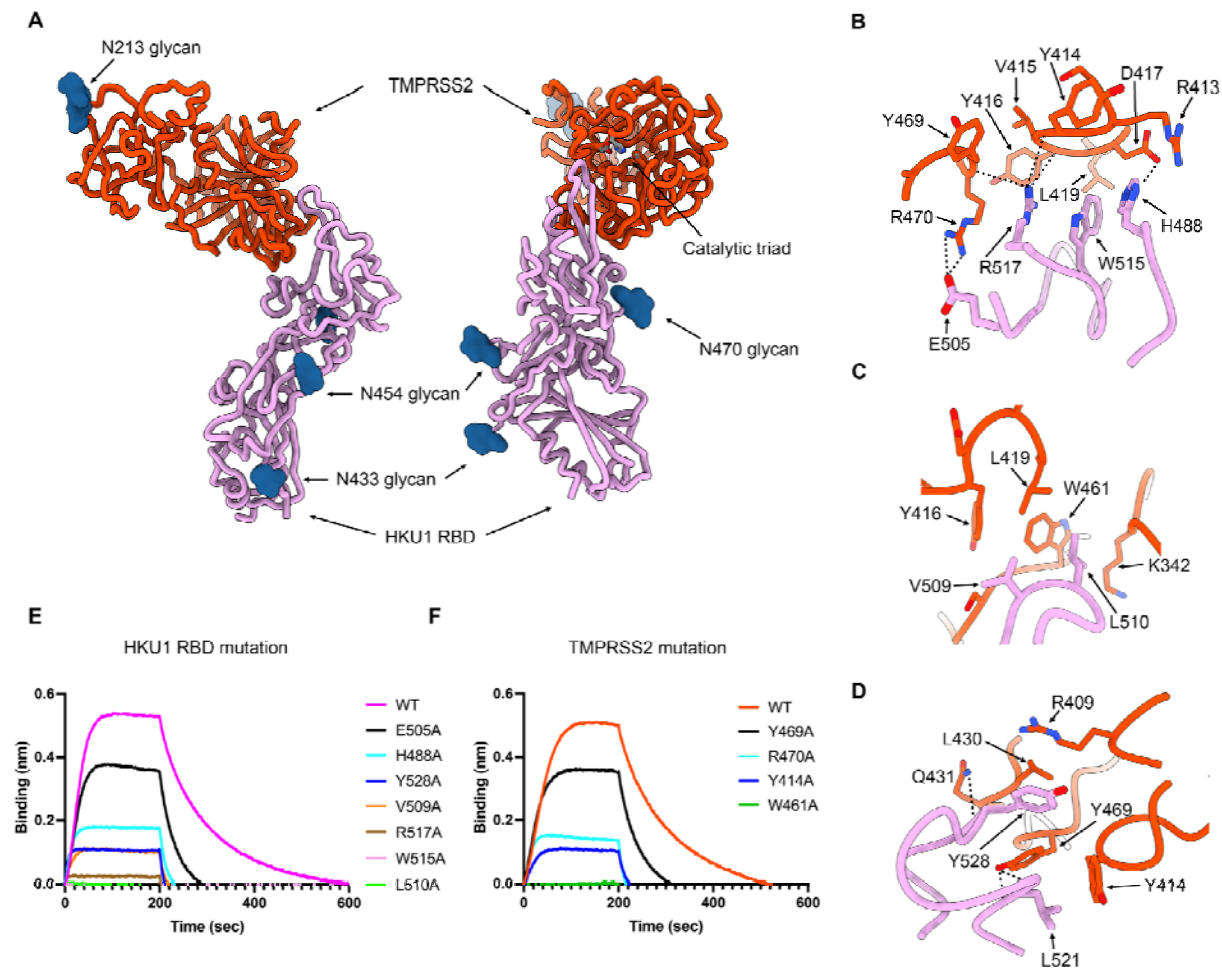 A
N213 glycan
TMPRSS2
Catalytic triad
N470 glycan
N454 glycan
N433 glycan
HKU1 RBD
B
Y414
V415
D417
R413
Y416
Y469
L419
R470
H488
R517
W515
E505
C
L419
W461
Y416
K342
V509
L510
D
R409
L430
Q431
Y469
Y528
Y414
L521
E
HKU1 RBD mutation
Binding (nm)
0.6
0.4
0.2
0.0
0
200
400
600
Time (sec)
WT
E505A
H488A
Y528A
V509A
R517A
W515A
L510A
F
TMPRSS2 mutation
Binding (nm)
0.6
0.4
0.2
0.0
0
200
400
600
Time (sec)
WT
Y469A
R470A
Y414A
W461A